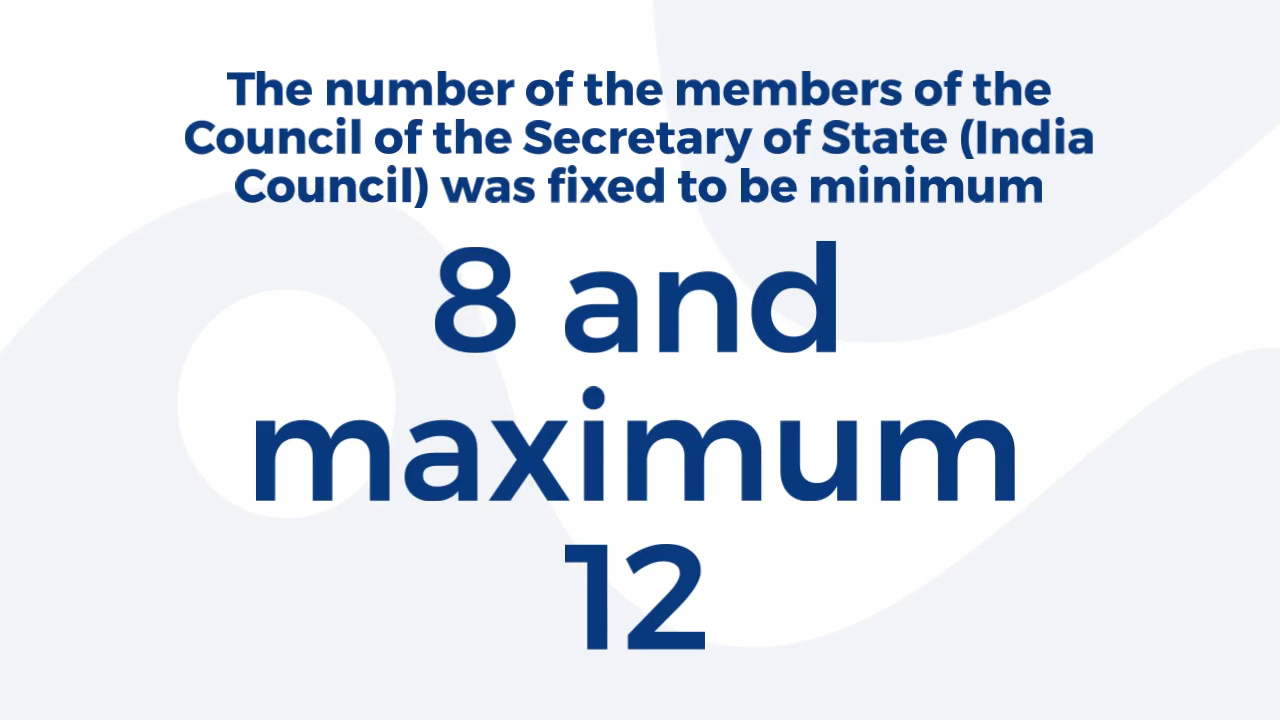 The number of the members of the
Council of the Secretary of State (India
Council) was fixed to be minimum
8 and
maximum
12